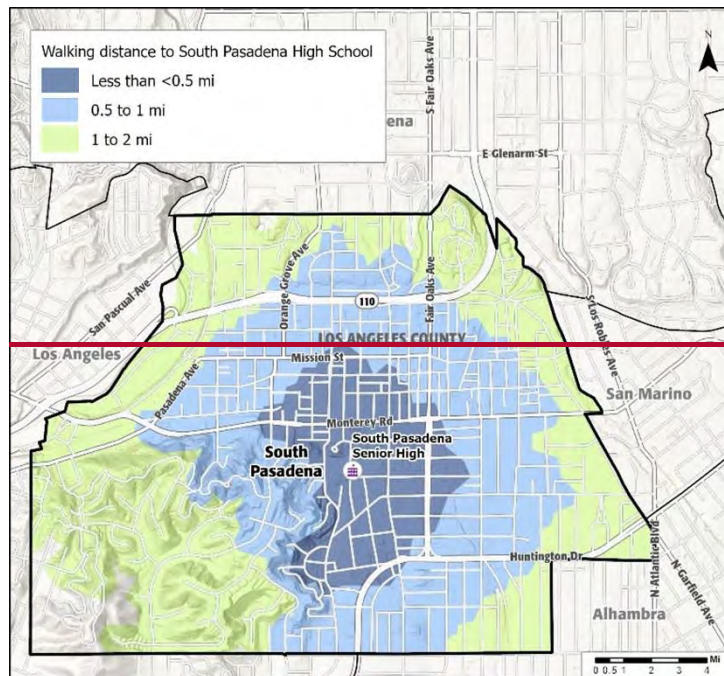 Walking distance to South Pasadena High School
Less than <0.5 mi
0.5 to 1 mi
1 to 2 mi
S Fair Oaks Ave
ena
N
E Glenarm St
San Pascual Ave
Orange Grove Ave
110
Fair Oaks Ave
S Los Robles Ave
LOS ANGELES COUNTY
Los Angeles
Mission St
Pasadena Ave
San Marino
Monterey Rd
South
Pasadena
South Pasadena
Senior High
Huntington Dr
N Atlantic Blvd
N Garfield Ave
Alhambra
Mi
0 0.5 1 2 3 4